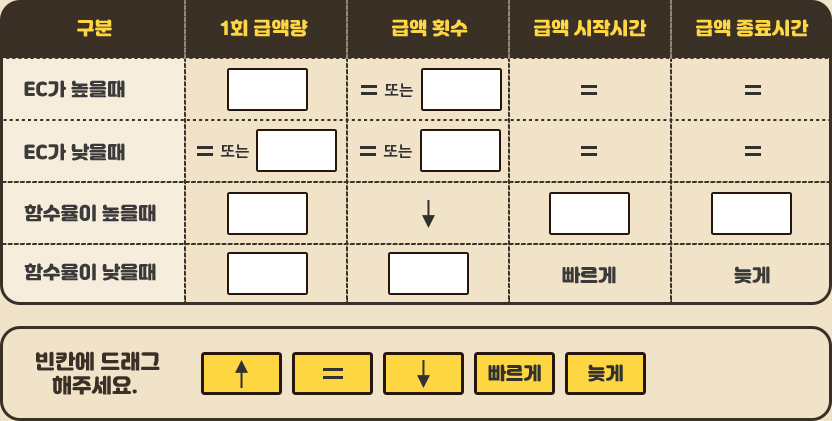 구분 1회 급액량 급액 횟수 급액 시작시간 급액 종료시간
EC가 높을때 = 또는 = =
EC가 낮을때 = 또는 = 또는 = =
함수율이 높을때 ↓
함수율이 낮을때 빠르게 늦게
빈칸에 드래그
해주세요.
↑ = ↓ 빠르게 늦게